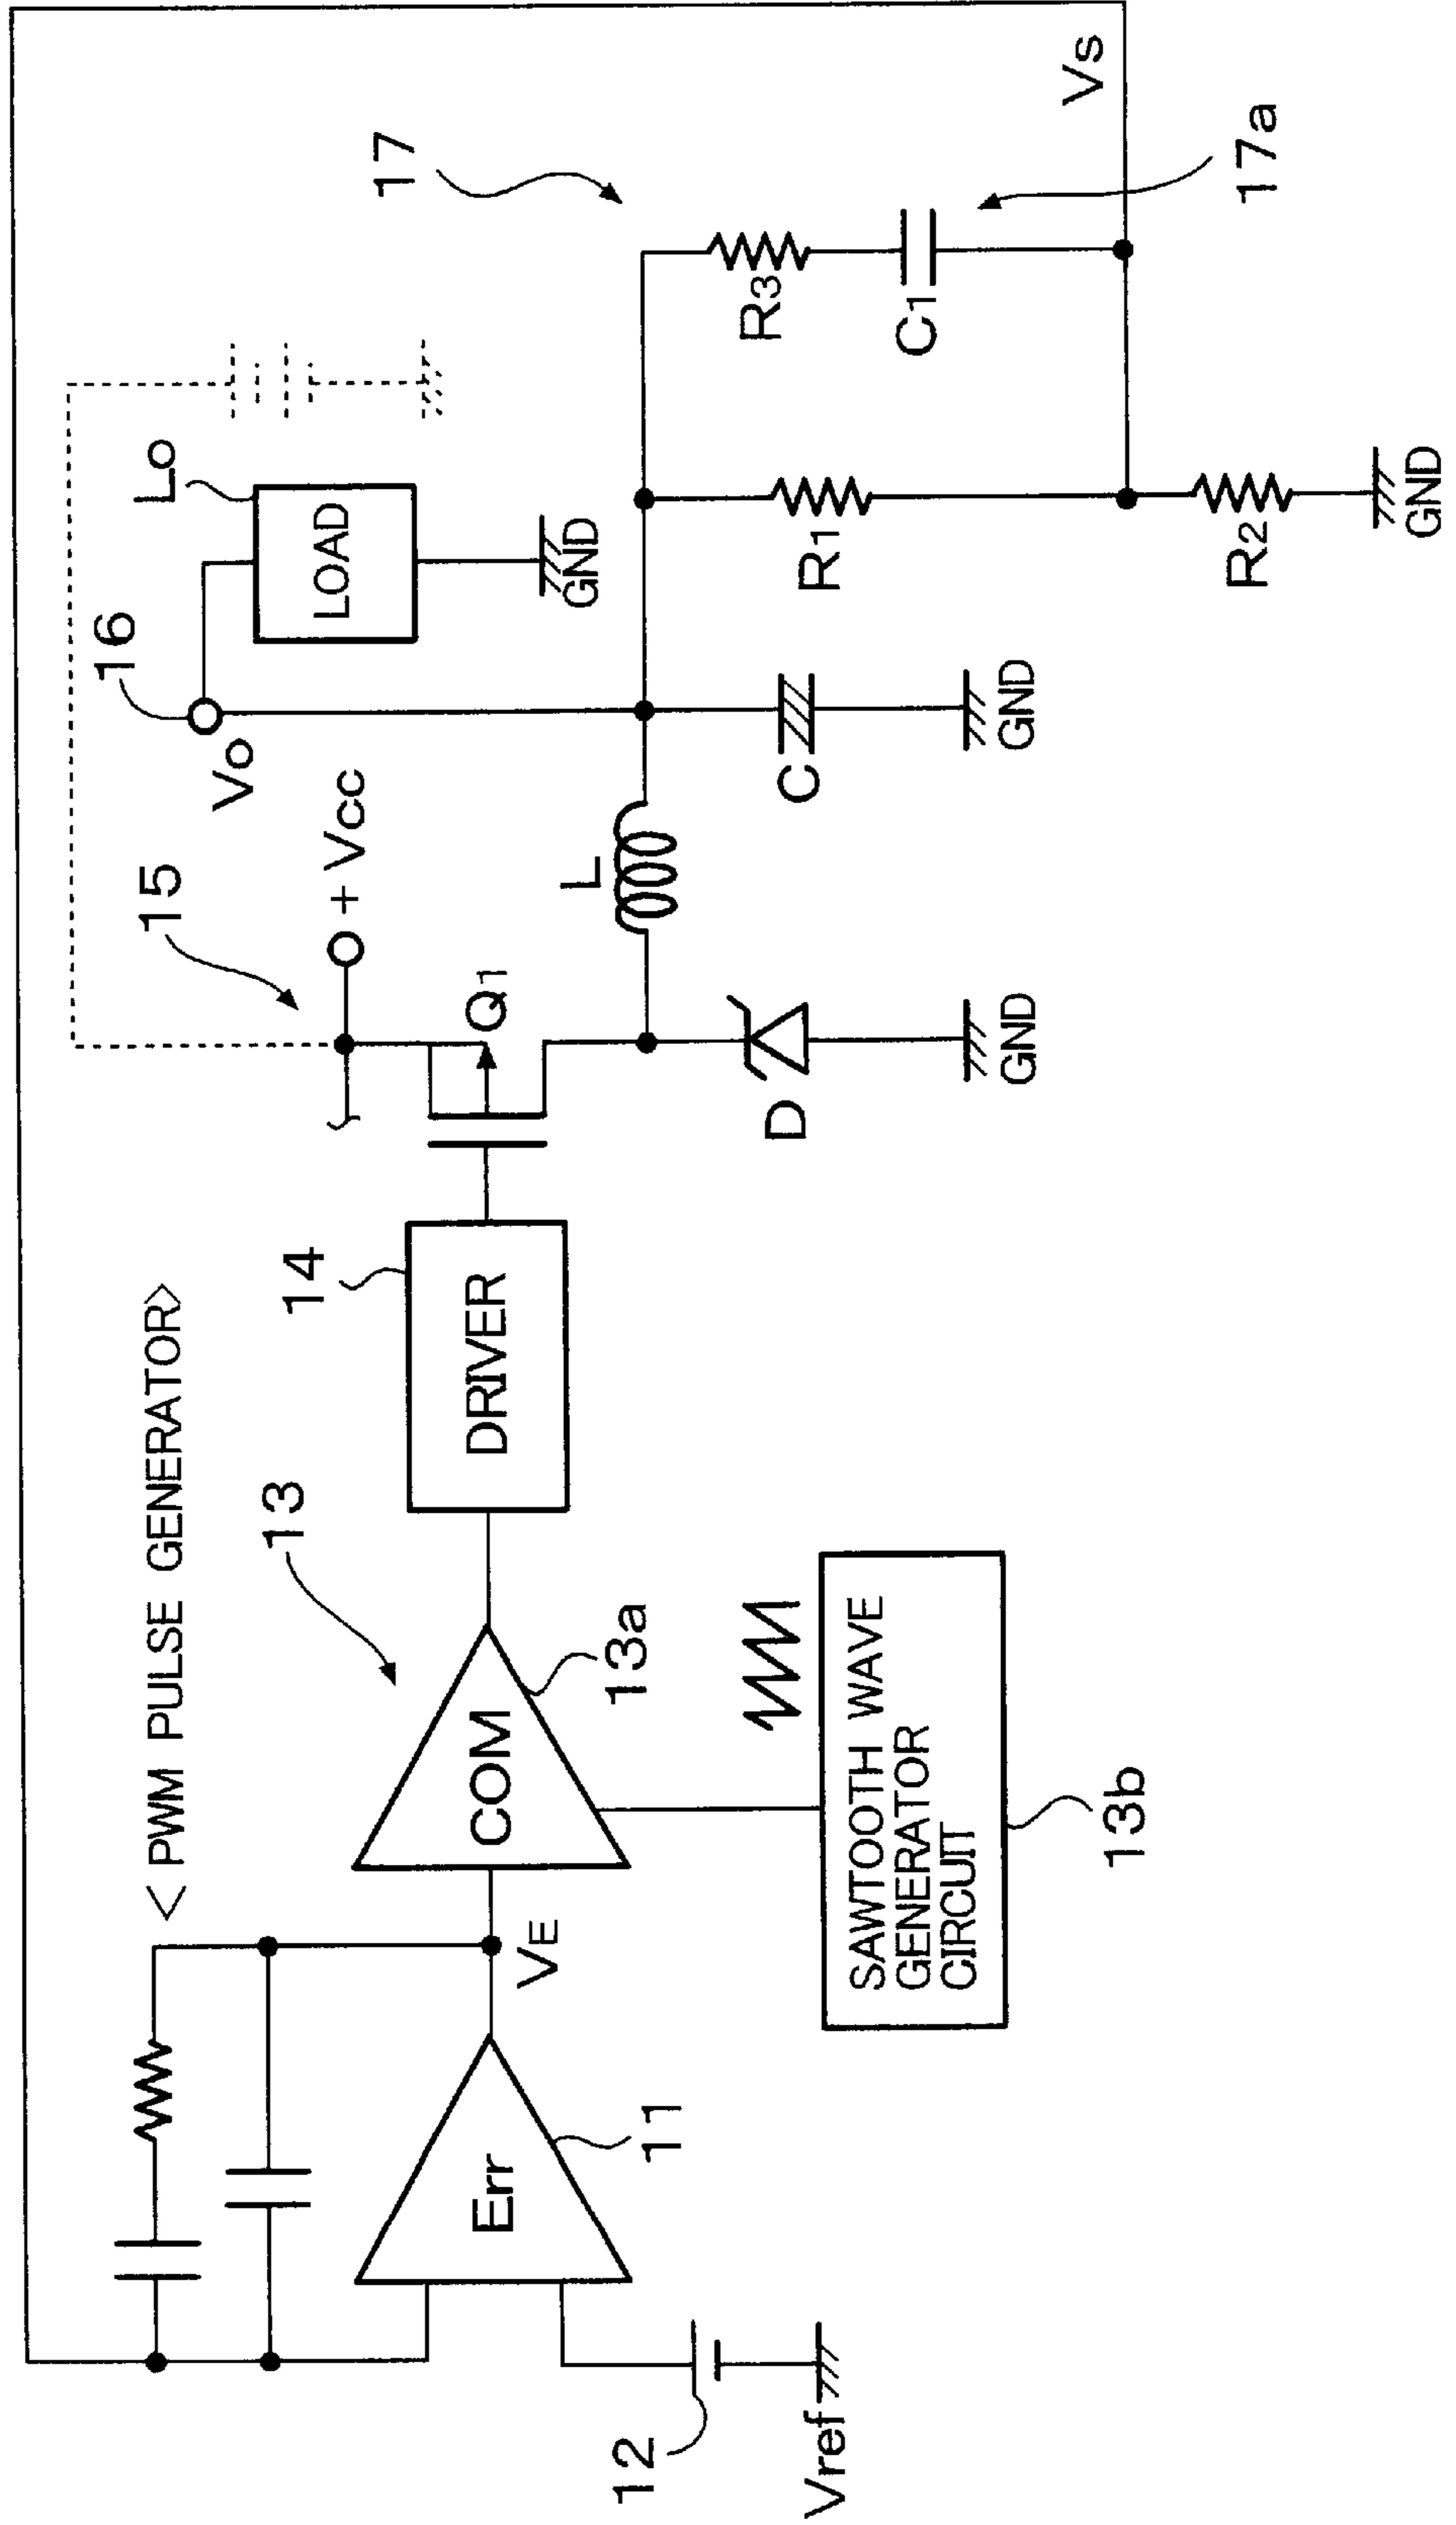 < PWM PULSE GENERATOR>
15
+ Vcc
16
Vo
Lo
LOAD
GND
17
13
14
Q1
L
Err
COM
DRIVER
VE
11
13a
12
Vref
SAWTOOTH WAVE
GENERATOR
CIRCUIT
13b
D
GND
C
GND
R1
R3
C1
Vs
17a
R2
GND